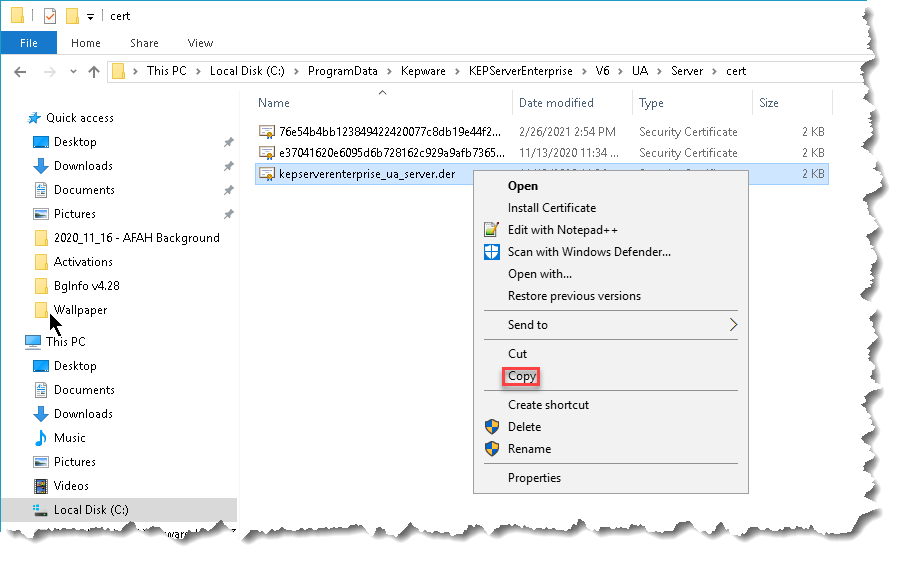 cert
File Home Share View
This PC > Local Disk (C:) > ProgramData > Kepware > KEPServerEnterprise > V6 > UA > Server > cert
Quick access
Desktop
Downloads
Documents
Pictures
2020_11_16 - AFAH Background
Activations
BgInfo v4.28
Wallpaper
This PC
Desktop
Documents
Downloads
Music
Pictures
Videos
Local Disk (C:)
Name Date modified Type Size
76e54b4bb123849422420077c8db19e44f2... 2/26/2021 2:54 PM Security Certificate 2 KB
e37041620e6095d6b728162c929a9afb7365... 11/13/2020 11:34 ... Security Certificate 2 KB
kepserverenterprise_ua_server.der 2 KB
Open
Install Certificate
Edit with Notepad++
Scan with Windows Defender...
Open with...
Restore previous versions
Send to
Cut
Copy
Create shortcut
Delete
Rename
Properties